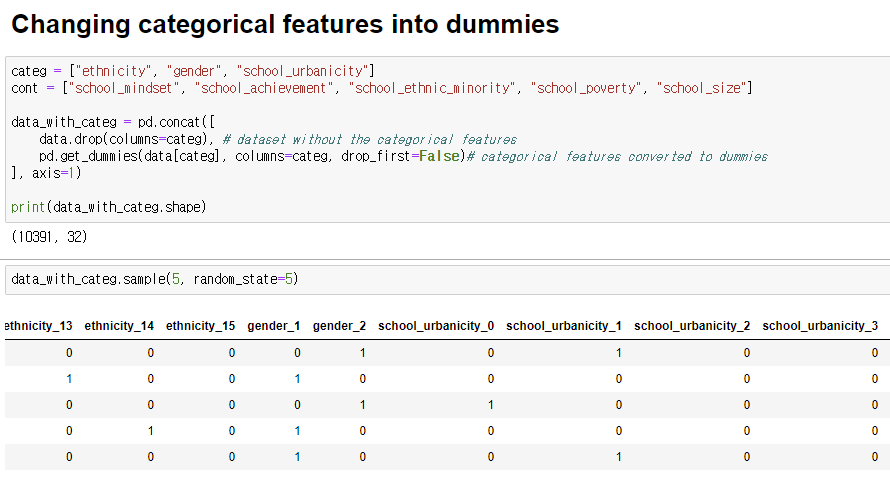 Changing categorical features into dummies
categ = ["ethnicity", "gender", "school_urbanicity"]
cont = ["school_mindset", "school_achievement", "school_ethnic_minority", "school_poverty", "school_size"]
data_with_categ = pd.concat([
data.drop(columns=categ), # dataset without the categorical features
pd.get_dummies(data[categ], columns=categ, drop_first=False)# categorical features converted to dummies
], axis=1)
print(data_with_categ.shape)
(10391, 32)
data_with_categ.sample(5, random_state=5)
ethnicity_13 ethnicity_14 ethnicity_15 gender_1 gender_2 school_urbanicity_0 school_urbanicity_1 school_urbanicity_2 school_urbanicity_3
0 0 0 0 1 0 1 0 0
1 0 0 1 0 0 0 0 0
0 0 0 0 1 1 0 0 0
0 1 0 1 0 0 0 0 0
0 0 0 1 0 0 1 0 0